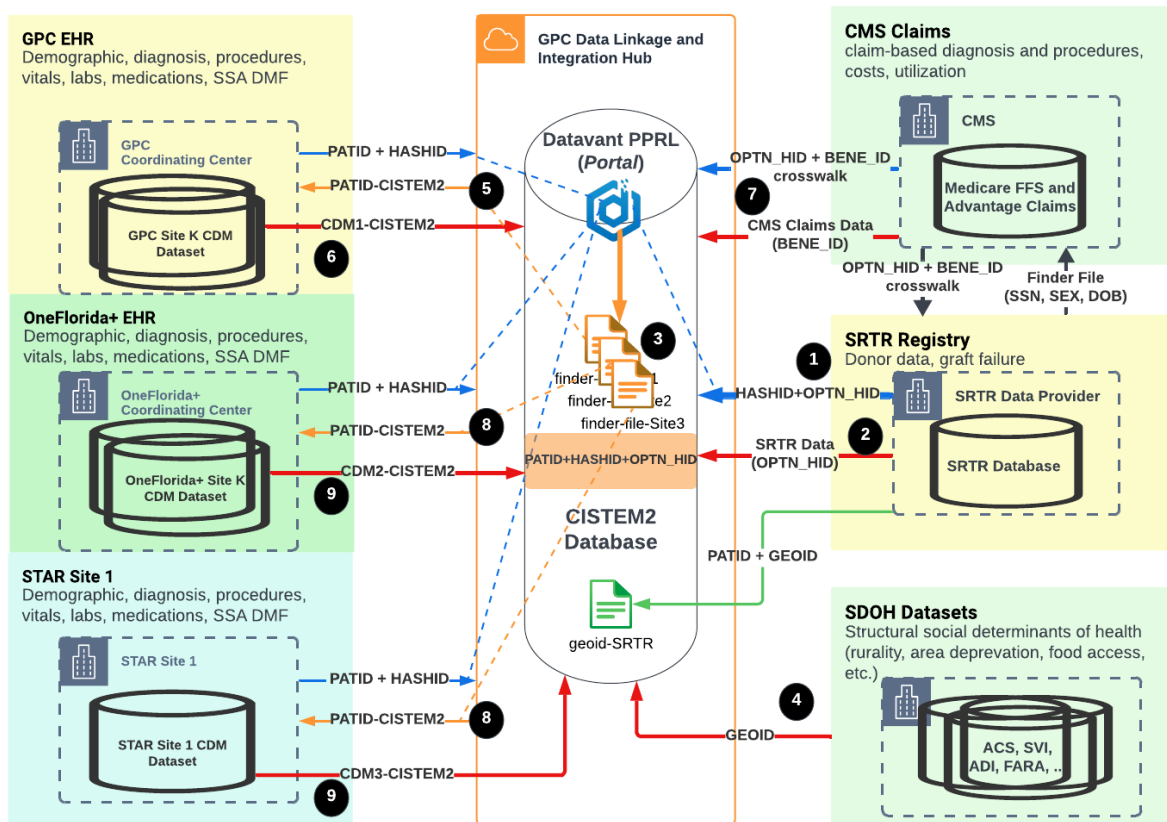 GPC EHR
Demographic, diagnosis, procedures,
vitals, labs, medications, SSA DMF
GPC
Coordinating Center
GPC Site K CDM
Dataset
PATID + HASHID
PATID-CISTEM2
5
CDM1-CISTEM2
6
OneFlorida+ EHR
Demographic, diagnosis, procedures,
vitals, labs, medications, SSA DMF
OneFlorida+
Coordinating Center
OneFlorida+ Site K
CDM Dataset
PATID + HASHID
PATID-CISTEM2
8
CDM2-CISTEM2
9
STAR Site 1
Demographic, diagnosis, procedures,
vitals, labs, medications, SSA DMF
STAR Site 1
STAR Site 1 CDM
Dataset
PATID + HASHID
PATID-CISTEM2
8
CDM3-CISTEM2
9
GPC Data Linkage and
Integration Hub
Datavant PPRL
(Portal)
3
finder-
1
finder-
e2
finder-file-Site3
PATID+HASHID+OPTN_HID
CISTEM2
Database
geoid-SRTR
CMS Claims
claim-based diagnosis and procedures,
costs, utilization
CMS
Medicare FFS and
Advantage Claims
OPTN_HID + BENE_ID
crosswalk
7
CMS Claims Data
(BENE_ID)
OPTN_HID + BENE_ID
crosswalk
Finder File
(SSN, SEX, DOB)
SRTR Registry
Donor data, graft failure
1
HASHID+OPTN_HID
SRTR Data Provider
2
SRTR Data
(OPTN_HID)
SRTR Database
PATID + GEOID
SDOH Datasets
Structural social determinants of health
(rurality, area deprevation, food access,
etc.)
4
GEOID
ACS, SVI,
ADI, FARA, ..